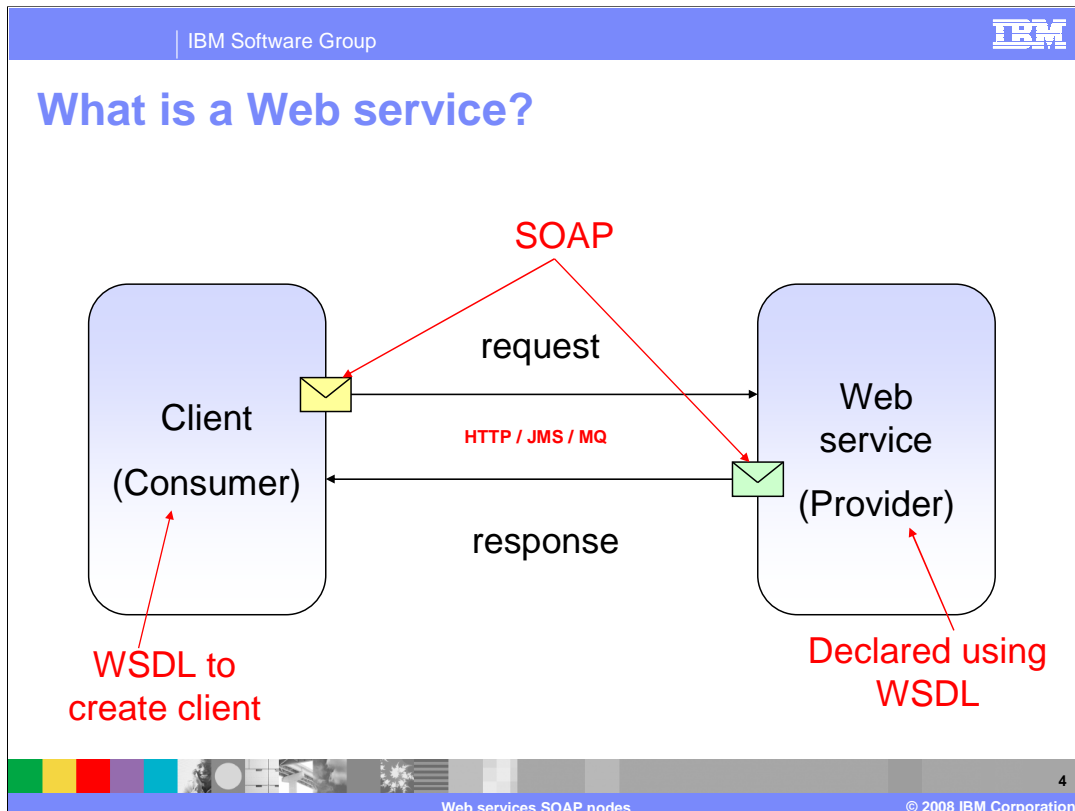 IBM Software Group
IBM
What is a Web service?
SOAP
request
Client
(Consumer)
HTTP / JMS / MQ
Web
service
(Provider)
response
WSDL to
create client
Declared using
WSDL
4
Web services SOAP nodes
© 2008 IBM Corporation